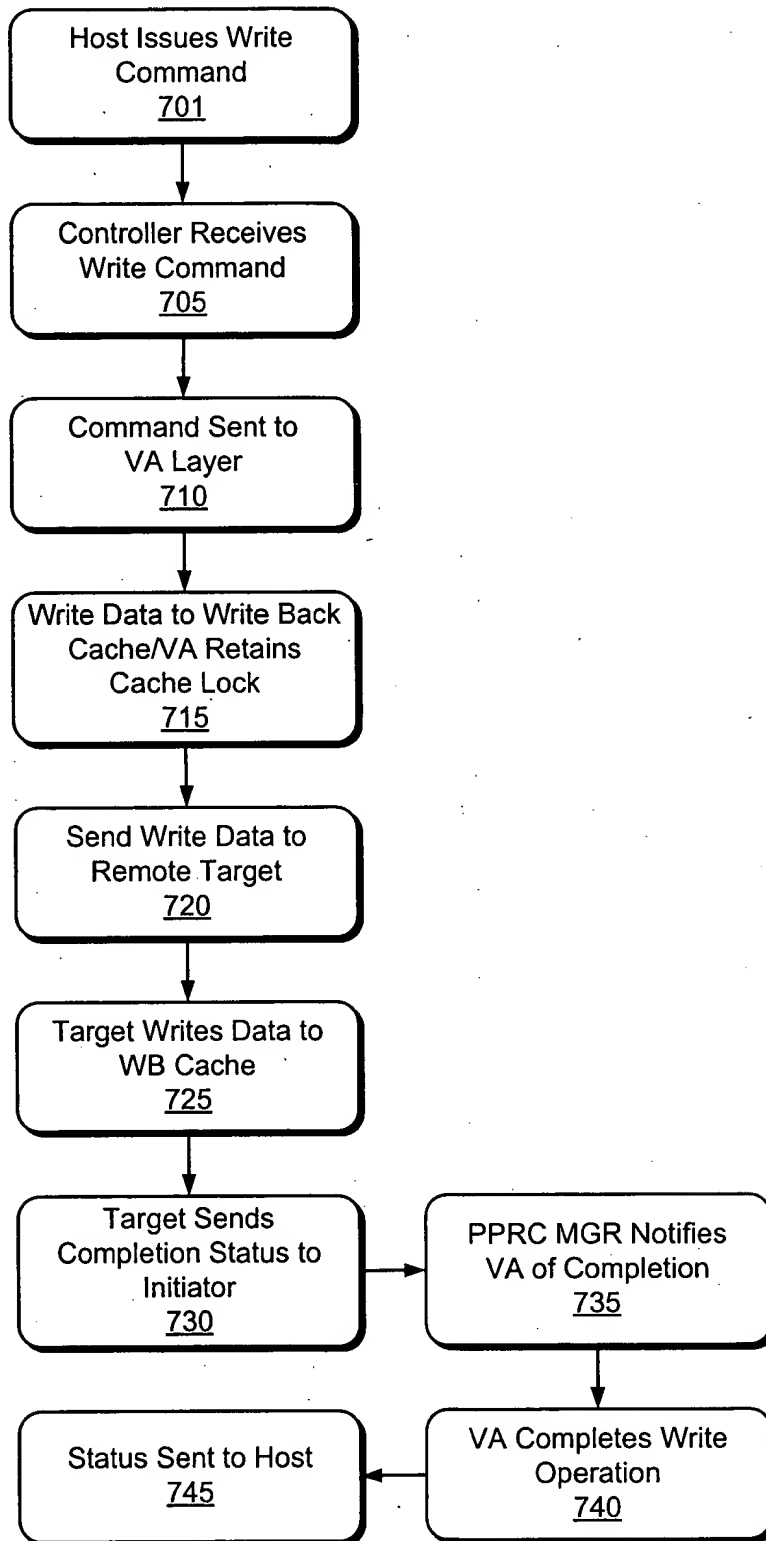 Host Issues Write
Command
701
Controller Receives
Write Command
705
Command Sent to
VA Layer
710
Write Data to Write Back
Cache/VA Retains
Cache Lock
715
Send Write Data to
Remote Target
720
Target Writes Data to
WB Cache
725
Target Sends
Completion Status to
Initiator
730
PPRC MGR Notifies
VA of Completion
735
VA Completes Write
Operation
740
Status Sent to Host
745